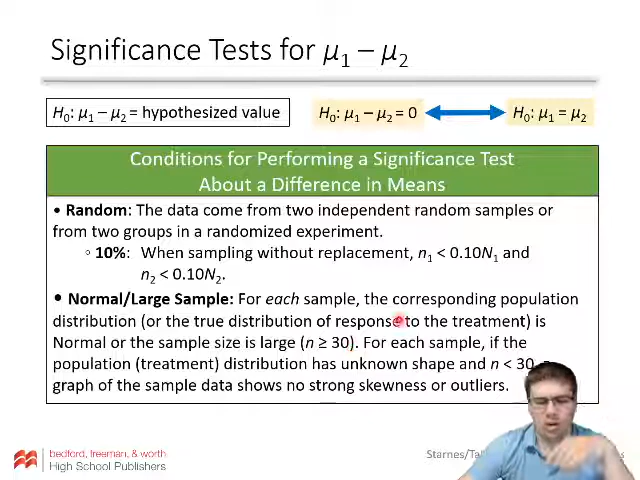 Significance Tests for μ1 – μ2
H0: μ1 – μ2 = hypothesized value
H0: μ1 – μ2 = 0
H0: μ1 = μ2
Conditions for Performing a Significance Test
About a Difference in Means
• Random: The data come from two independent random samples or
from two groups in a randomized experiment.
◦ 10%: When sampling without replacement, n1 < 0.10N1 and
n2 < 0.10N2.
• Normal/Large Sample: For each sample, the corresponding population
distribution (or the true distribution of response to the treatment) is
Normal or the sample size is large (n ≥ 30). For each sample, if the
population (treatment) distribution has unknown shape and n < 30,
graph of the sample data shows no strong skewness or outliers.
bedford, freeman, & worth
High School Publishers